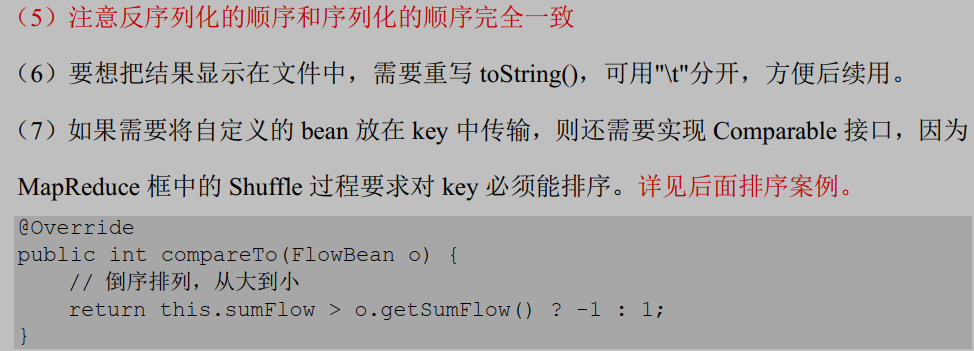 （5）注意反序列化的顺序和序列化的顺序完全一致
（6）要想把结果显示在文件中，需要重写 toString()，可用"\t"分开，方便后续用。
（7）如果需要将自定义的 bean 放在 key 中传输，则还需要实现 Comparable 接口，因为
MapReduce 框中的 Shuffle 过程要求对 key 必须能排序。详见后面排序案例。
@Override
public int compareTo(FlowBean o) {
    // 倒序排列，从大到小
    return this.sumFlow > o.getSumFlow() ? -1 : 1;
}